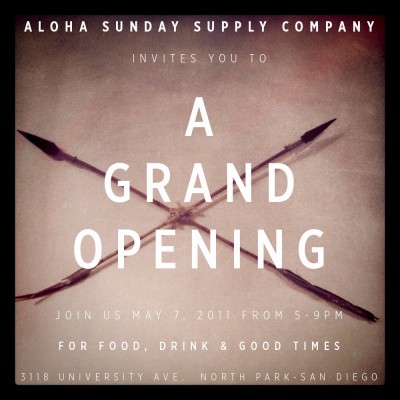 ALOHA SUNDAY SUPPLY COMPANY
INVITES YOU TO
A
GRAND
OPENING
JOIN US MAY 7, 2011 FROM 5-9PM
FOR FOOD, DRINK & GOOD TIMES
3118 UNIVERSITY AVE. NORTH PARK-SAN DIEGO